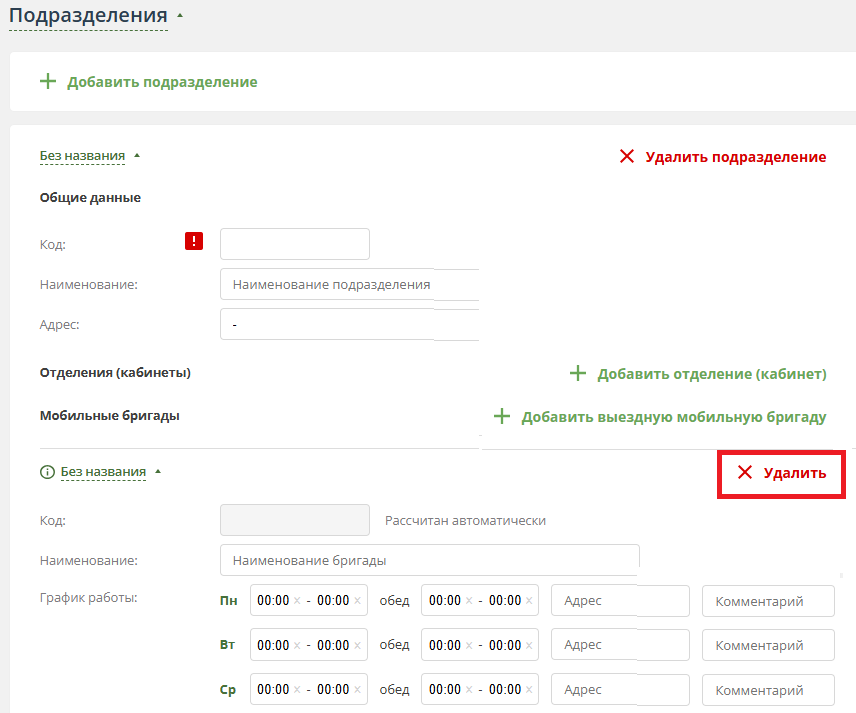 Подразделения
Добавить подразделение
Без названия Удалить подразделение
Общие данные
Код: !
Наименование: Наименование подразделения
Адрес: -
Отделения (кабинеты) Добавить отделение (кабинет)
Мобильные бригады Добавить выездную мобильную бригаду
Без названия Удалить
Код: Рассчитан автоматически
Наименование: Наименование бригады
График работы: Пн 00:00 x - 00:00 x обед 00:00 x - 00:00 x Адрес Комментарий
Вт 00:00 x - 00:00 x обед 00:00 x - 00:00 x Адрес Комментарий
Ср 00:00 x - 00:00 x обед 00:00 x - 00:00 x Адрес Комментарий